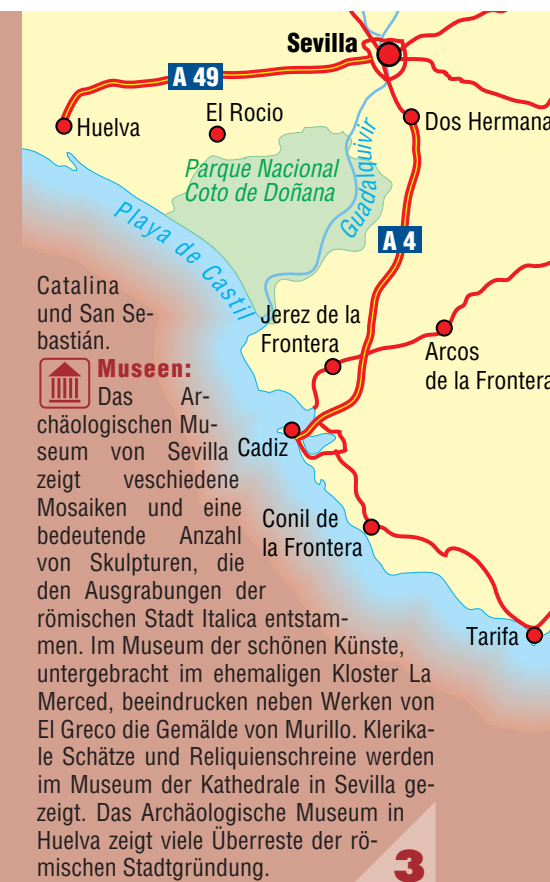 Sevilla
A 49
Huelva
El Rocio
Dos Hermana
Parque Nacional
Coto de Doñana
Guadalquivir
Playa de Castil
A 4
Jerez de la
Frontera
Arcos
de la Frontera
Cadiz
Conil de
la Frontera
Tarifa
Catalina
und San Se-
bastián.
Museen:
Das Ar-
chäologischen Mu-
seum von Sevilla
zeigt veschiedene
Mosaiken und eine
bedeutende Anzahl
von Skulpturen, die
den Ausgrabungen der
römischen Stadt Italica entstam-
men. Im Museum der schönen Künste,
untergebracht im ehemaligen Kloster La
Merced, beeindrucken neben Werken von
El Greco die Gemälde von Murillo. Klerika-
le Schätze und Reliquienschreine werden
im Museum der Kathedrale in Sevilla ge-
zeigt. Das Archäologische Museum in
Huelva zeigt viele Überreste der rö-
mischen Stadtgründung.
3